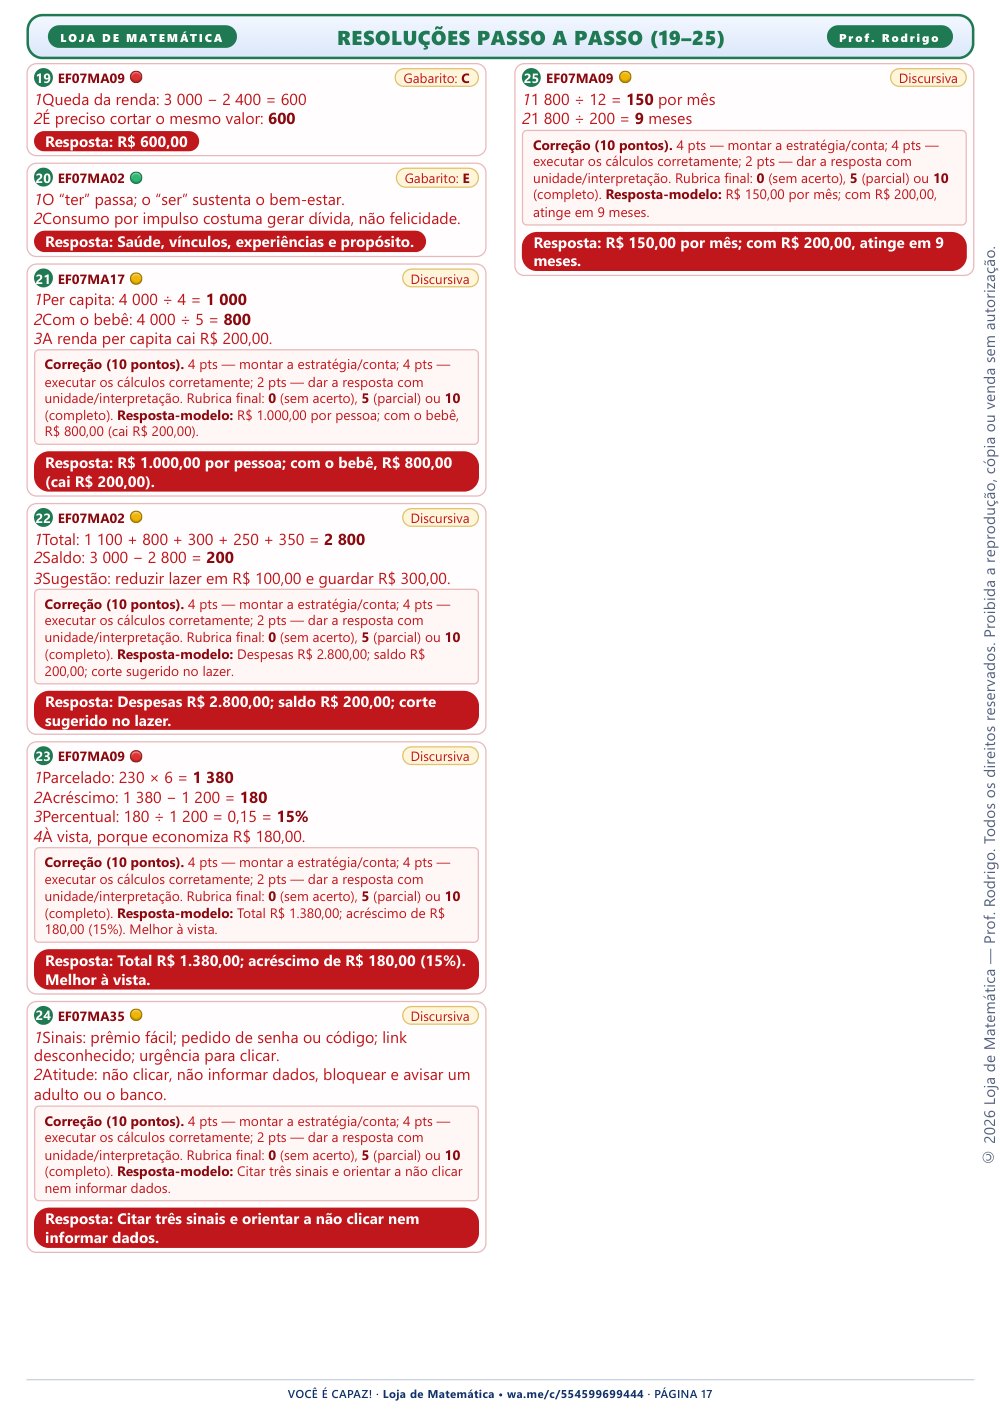 LOJA DE MATEMÁTICA
RESOLUÇÕES PASSO A PASSO (19–25)
Prof. Rodrigo
19 EF07MA09
Gabarito: C
1Queda da renda: 3 000 − 2 400 = 600
2É preciso cortar o mesmo valor: 600
Resposta: R$ 600,00
20 EF07MA02
Gabarito: E
1O “ter” passa; o “ser” sustenta o bem-estar.
2Consumo por impulso costuma gerar dívida, não felicidade.
Resposta: Saúde, vínculos, experiências e propósito.
21 EF07MA17
Discursiva
1Per capita: 4 000 ÷ 4 = 1 000
2Com o bebê: 4 000 ÷ 5 = 800
3A renda per capita cai R$ 200,00.
Correção (10 pontos). 4 pts — montar a estratégia/conta; 4 pts —
executar os cálculos corretamente; 2 pts — dar a resposta com
unidade/interpretação. Rubrica final: 0 (sem acerto), 5 (parcial) ou 10
(completo). Resposta-modelo: R$ 1.000,00 por pessoa; com o bebê,
R$ 800,00 (cai R$ 200,00).
Resposta: R$ 1.000,00 por pessoa; com o bebê, R$ 800,00
(cai R$ 200,00).
22 EF07MA02
Discursiva
1Total: 1 100 + 800 + 300 + 250 + 350 = 2 800
2Saldo: 3 000 − 2 800 = 200
3Sugestão: reduzir lazer em R$ 100,00 e guardar R$ 300,00.
Correção (10 pontos). 4 pts — montar a estratégia/conta; 4 pts —
executar os cálculos corretamente; 2 pts — dar a resposta com
unidade/interpretação. Rubrica final: 0 (sem acerto), 5 (parcial) ou 10
(completo). Resposta-modelo: Despesas R$ 2.800,00; saldo R$
200,00; corte sugerido no lazer.
Resposta: Despesas R$ 2.800,00; saldo R$ 200,00; corte
sugerido no lazer.
23 EF07MA09
Discursiva
1Parcelado: 230 × 6 = 1 380
2Acréscimo: 1 380 − 1 200 = 180
3Percentual: 180 ÷ 1 200 = 0,15 = 15%
4À vista, porque economiza R$ 180,00.
Correção (10 pontos). 4 pts — montar a estratégia/conta; 4 pts —
executar os cálculos corretamente; 2 pts — dar a resposta com
unidade/interpretação. Rubrica final: 0 (sem acerto), 5 (parcial) ou 10
(completo). Resposta-modelo: Total R$ 1.380,00; acréscimo de R$
180,00 (15%). Melhor à vista.
Resposta: Total R$ 1.380,00; acréscimo de R$ 180,00 (15%).
Melhor à vista.
24 EF07MA35
Discursiva
1Sinais: prêmio fácil; pedido de senha ou código; link
desconhecido; urgência para clicar.
2Atitude: não clicar, não informar dados, bloquear e avisar um
adulto ou o banco.
Correção (10 pontos). 4 pts — montar a estratégia/conta; 4 pts —
executar os cálculos corretamente; 2 pts — dar a resposta com
unidade/interpretação. Rubrica final: 0 (sem acerto), 5 (parcial) ou 10
(completo). Resposta-modelo: Citar três sinais e orientar a não clicar
nem informar dados.
Resposta: Citar três sinais e orientar a não clicar nem
informar dados.
25 EF07MA09
Discursiva
11 800 ÷ 12 = 150 por mês
21 800 ÷ 200 = 9 meses
Correção (10 pontos). 4 pts — montar a estratégia/conta; 4 pts —
executar os cálculos corretamente; 2 pts — dar a resposta com
unidade/interpretação. Rubrica final: 0 (sem acerto), 5 (parcial) ou 10
(completo). Resposta-modelo: R$ 150,00 por mês; com R$ 200,00,
atinge em 9 meses.
Resposta: R$ 150,00 por mês; com R$ 200,00, atinge em 9
meses.
© 2026 Loja de Matemática — Prof. Rodrigo. Todos os direitos reservados. Proibida a reprodução, cópia ou venda sem autorização.
VOCÊ É CAPAZ! · Loja de Matemática • wa.me/c/554599699444 · PÁGINA 17